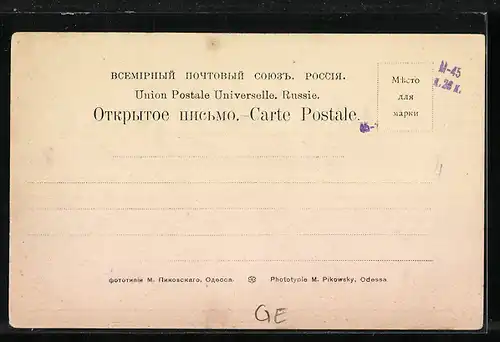 ВСЕМІРНЫЙ ПОЧТОВЫЙ СОЮЗЪ. РОССІЯ.
Union Postale Universelle. Russie.
Открытое письмо.—Carte Postale.
Мѣсто
для
марки
М-45
фототипія М. Пиковскаго, Одесса.
Phototypie M. Pikowsky, Odessa
GE